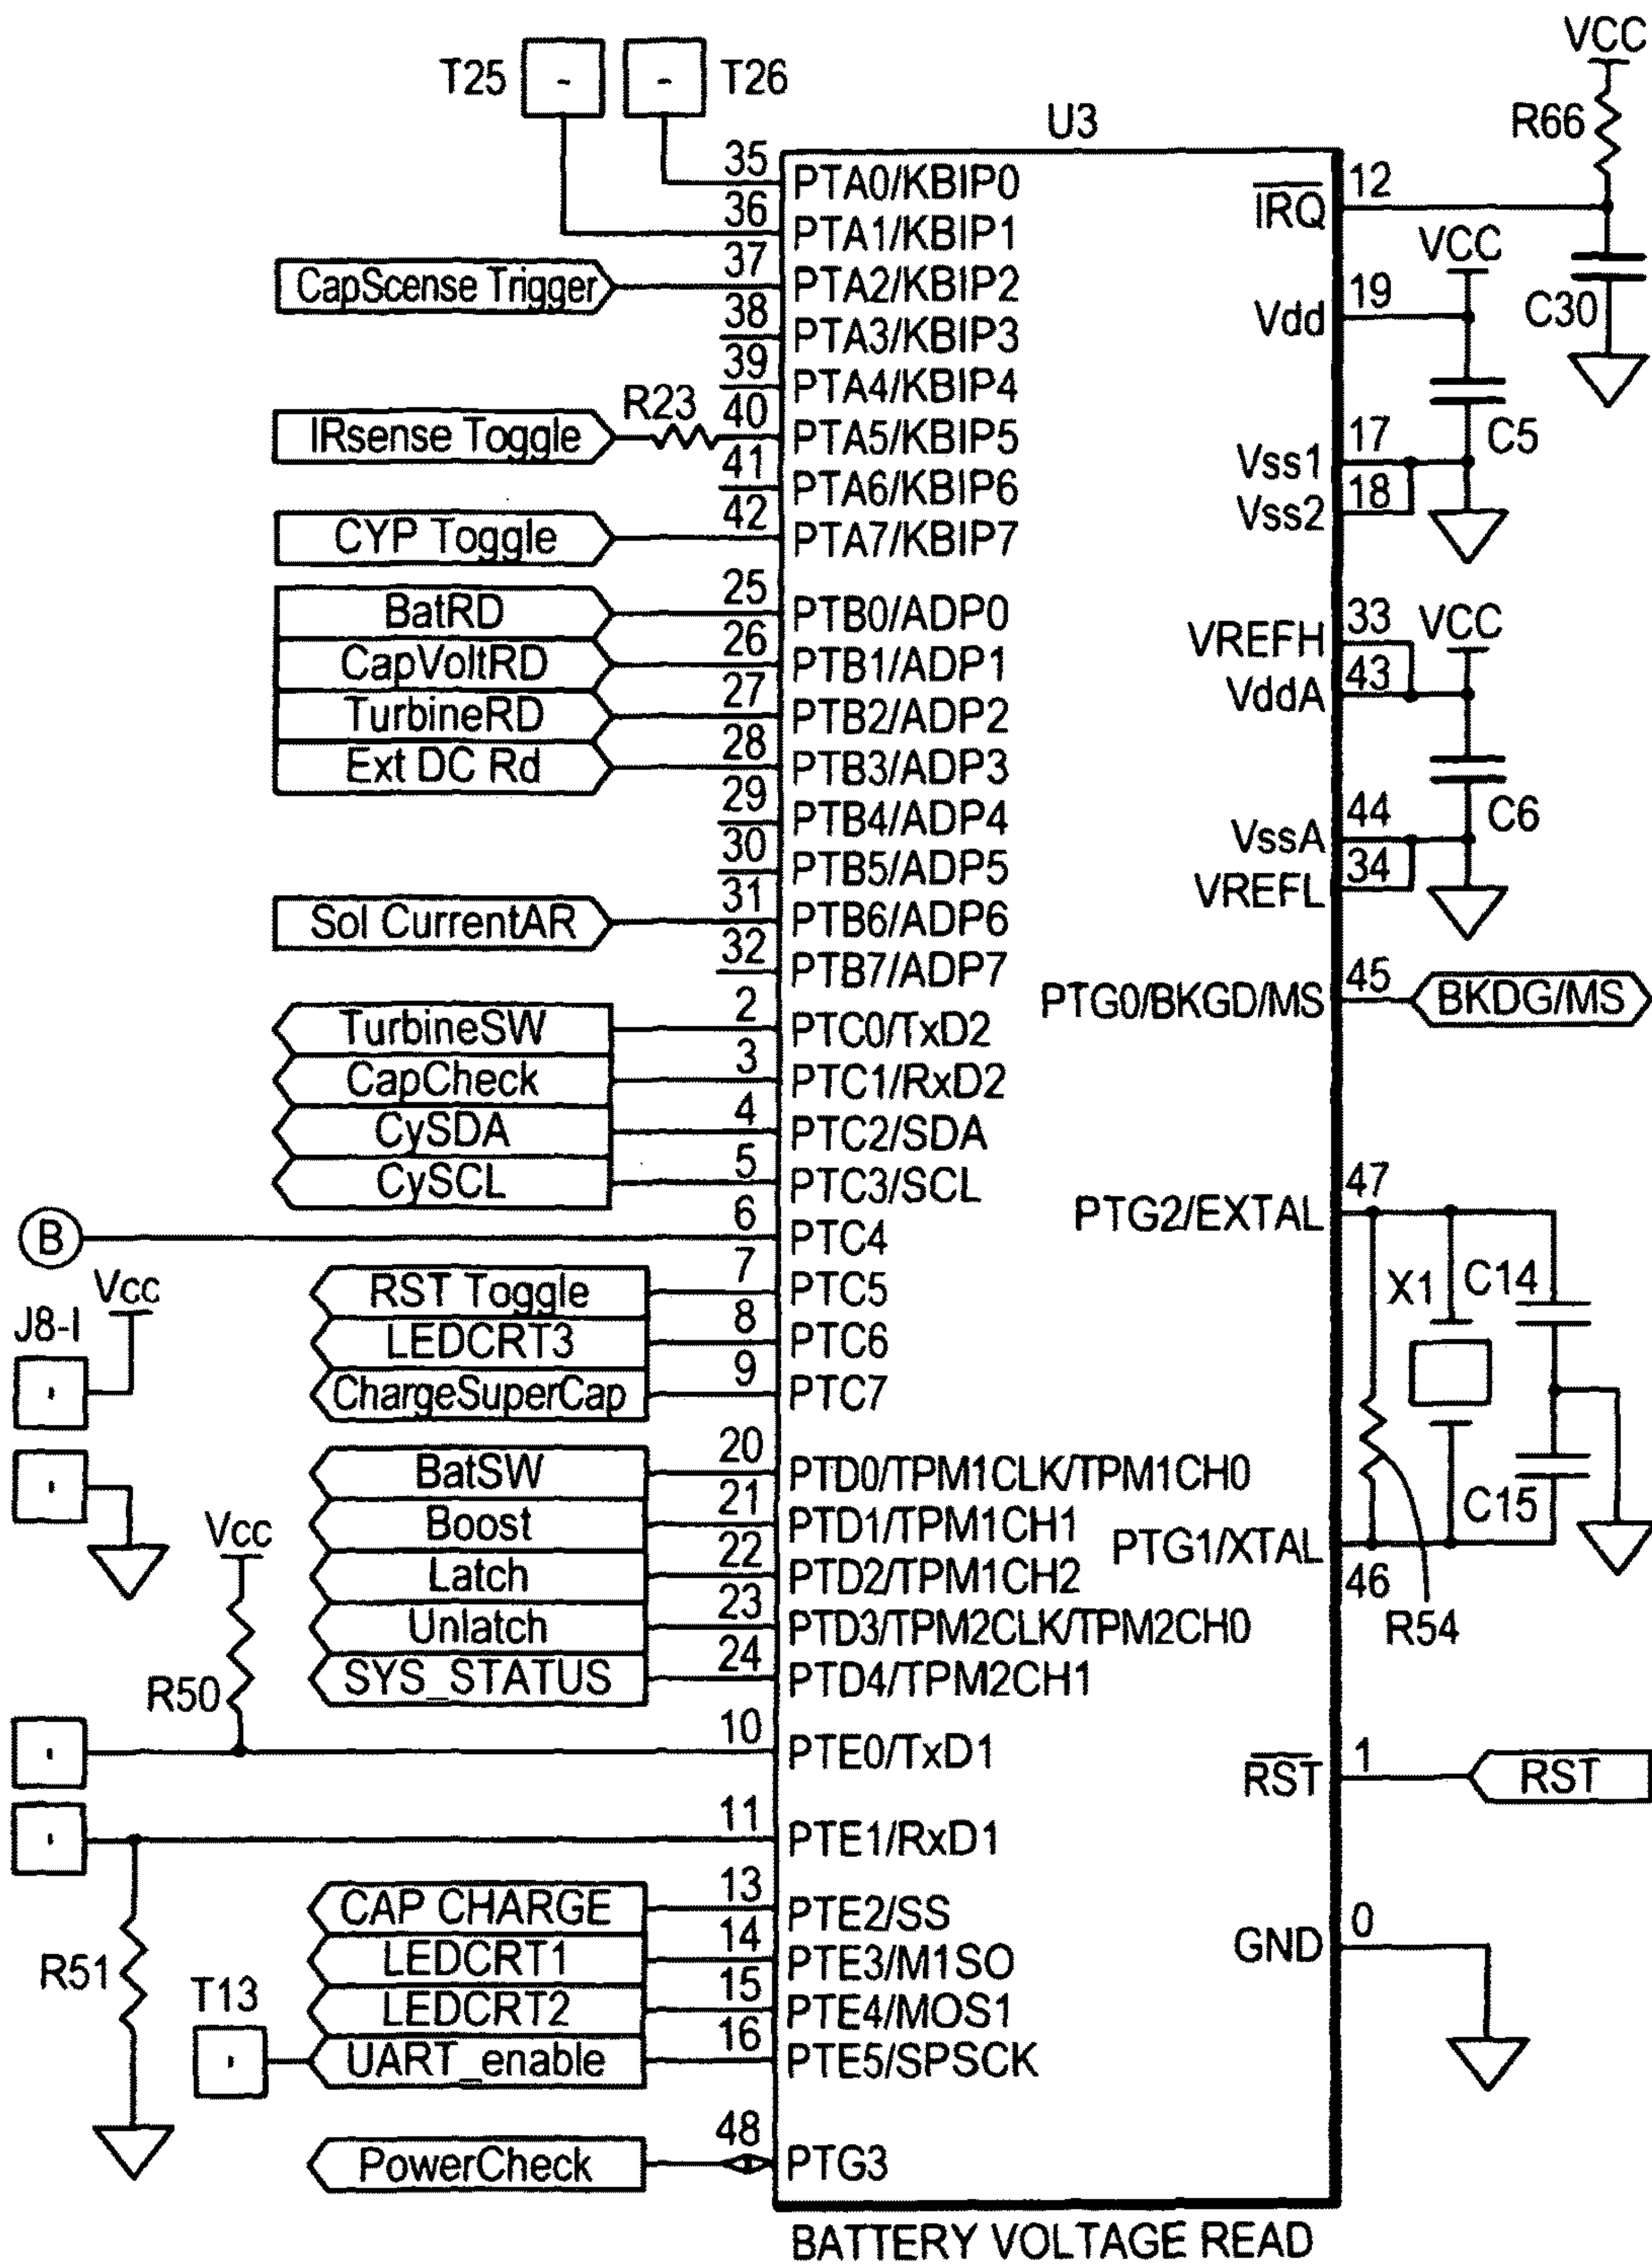 VCC
T25 - - T26
R66
U3
35 PTA0/KBIP0
36 PTA1/KBIP1
CapScense Trigger 37 PTA2/KBIP2
38 PTA3/KBIP3
39 PTA4/KBIP4
IRsense Toggle R23 40 PTA5/KBIP5
41 PTA6/KBIP6
CYP Toggle 42 PTA7/KBIP7
BatRD 25 PTB0/ADP0
CapVoltRD 26 PTB1/ADP1
TurbineRD 27 PTB2/ADP2
Ext DC Rd 28 PTB3/ADP3
29 PTB4/ADP4
30 PTB5/ADP5
Sol CurrentAR 31 PTB6/ADP6
32 PTB7/ADP7
TurbineSW 2 PTC0/TxD2
CapCheck 3 PTC1/RxD2
CySDA 4 PTC2/SDA
CySCL 5 PTC3/SCL
B 6 PTC4
RST Toggle 7 PTC5
LEDCRT3 8 PTC6
ChargeSuperCap 9 PTC7
Vcc
J8-I
BatSW 20 PTD0/TPM1CLK/TPM1CH0
Boost 21 PTD1/TPM1CH1
Latch 22 PTD2/TPM1CH2
Unlatch 23 PTD3/TPM2CLK/TPM2CH0
SYS_STATUS 24 PTD4/TPM2CH1
Vcc
R50
10 PTE0/TxD1
11 PTE1/RxD1
R51
CAP CHARGE 13 PTE2/SS
LEDCRT1 14 PTE3/M1SO
LEDCRT2 15 PTE4/MOS1
T13 UART_enable 16 PTE5/SPSCK
PowerCheck 48 PTG3
IRQ 12
VCC
C30
Vdd 19
C5
Vss1 17
Vss2 18
VREFH 33 VCC
VddA 43
C6
VssA 44
VREFL 34
PTG0/BKGD/MS 45 BKDG/MS
PTG2/EXTAL 47
X1 C14
C15
PTG1/XTAL 46
R54
RST 1 RST
GND 0
BATTERY VOLTAGE READ